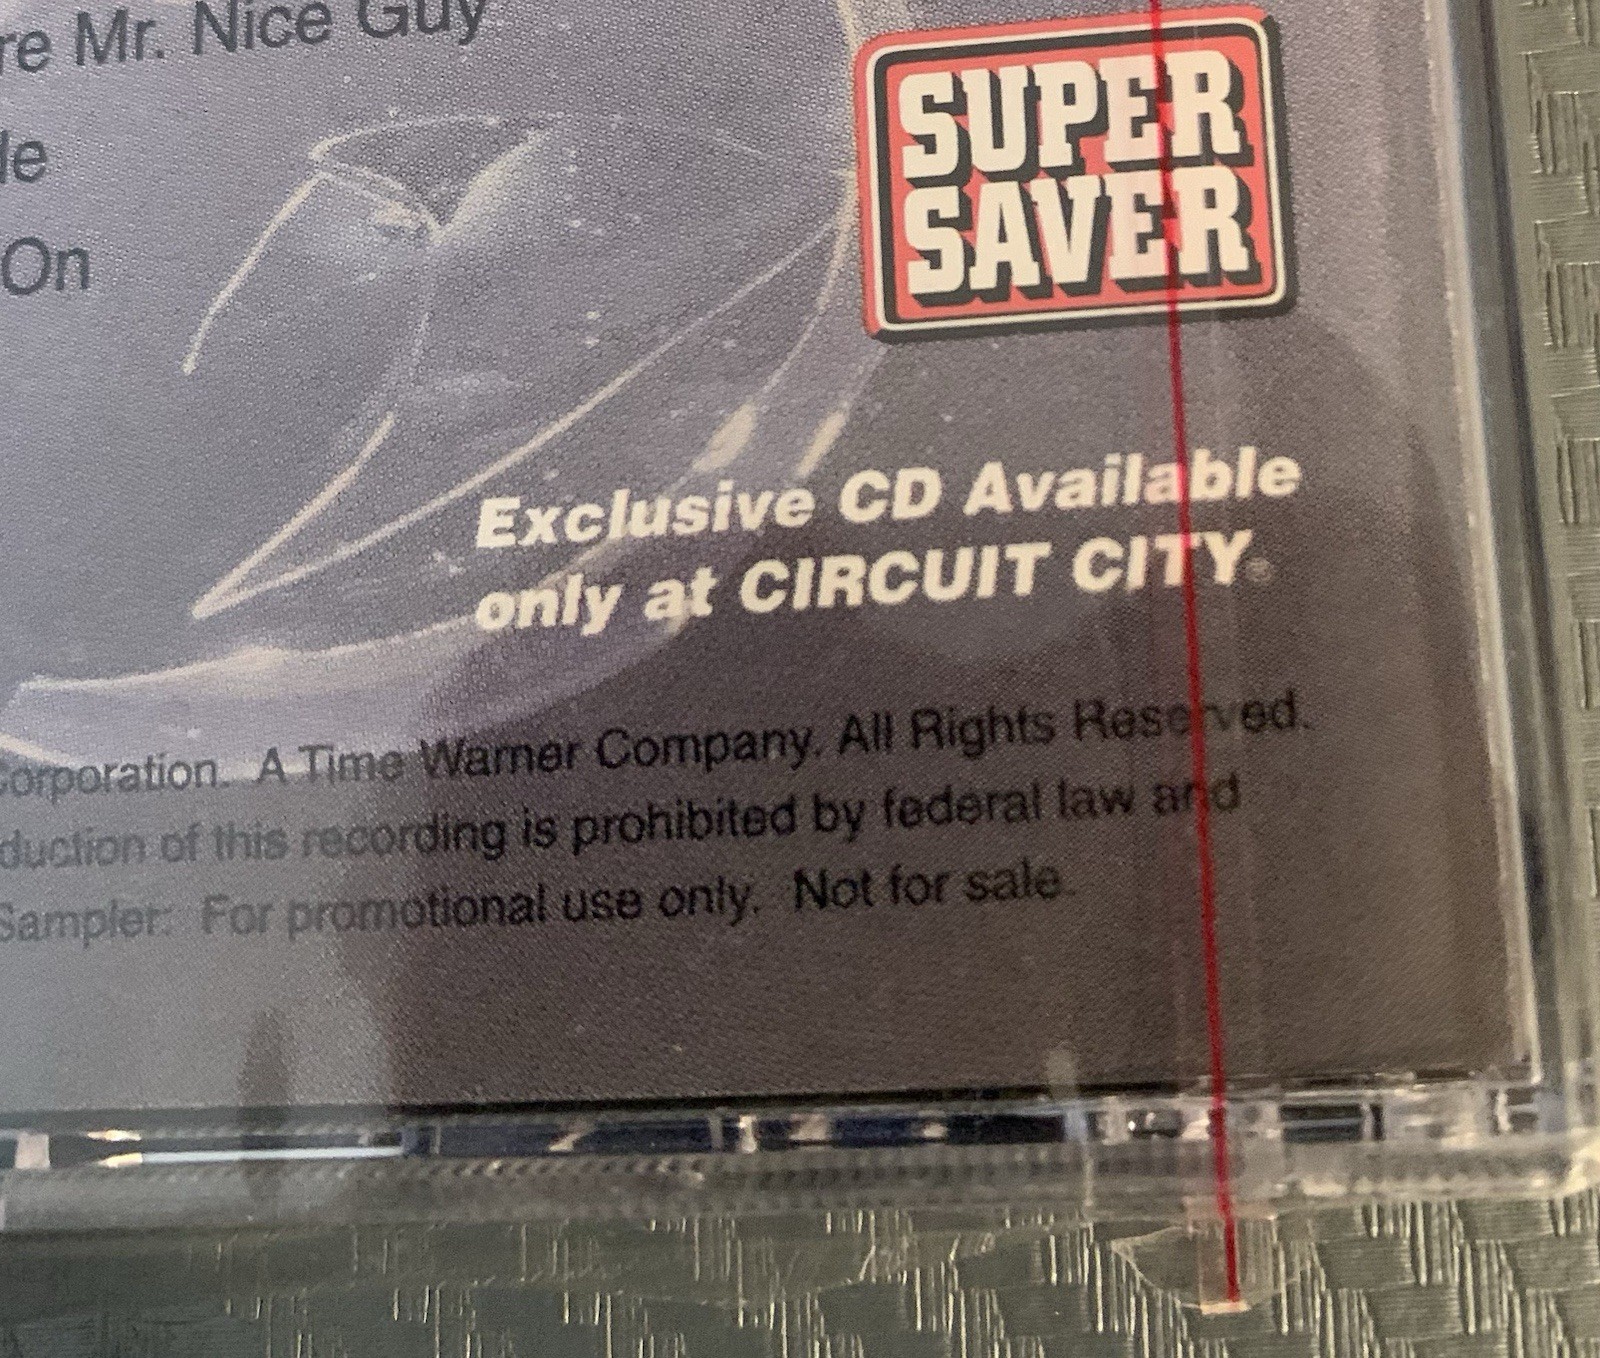 re Mr. Nice Guy
le
On
SUPER
SAVER
Exclusive CD Available
only at CIRCUIT CITY®
Corporation. A Time Warner Company. All Rights Reserved.
duction of this recording is prohibited by federal law and
Sampler: For promotional use only. Not for sale.